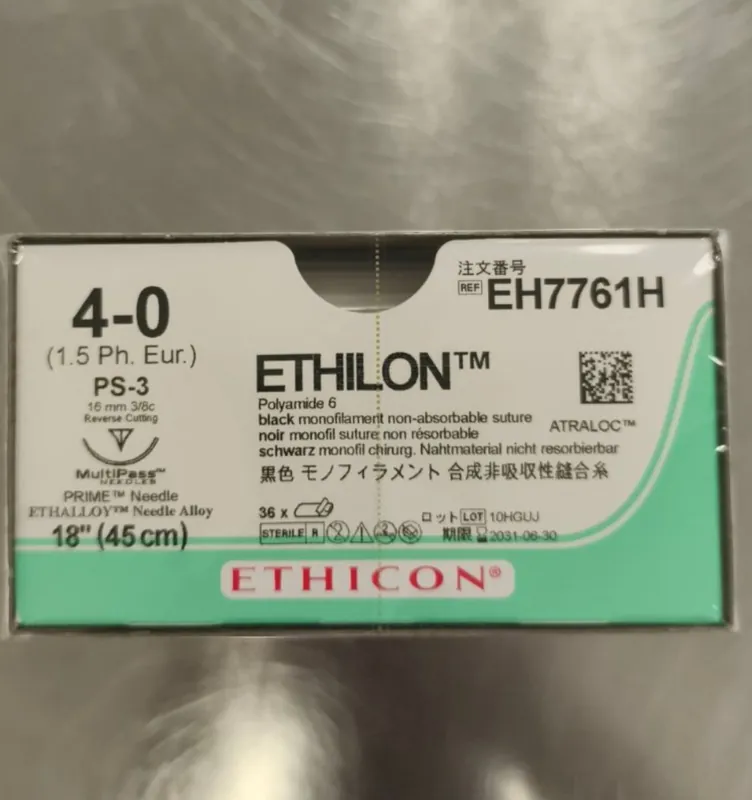 4-0
(1.5 Ph. Eur.)
PS-3
16 mm 3/8c
Reverse Cutting
MultiPass™
NEEDLES
PRIME™ Needle
ETHALLOY™ Needle Alloy
18" (45 cm)
注文番号
REF EH7761H
ETHILON™
Polyamide 6
black monofilament non-absorbable suture
noir monofil suture non résorbable
schwarz monofil chirurg. Nahtmaterial nicht resorbierbar
黒色 モノフィラメント 合成非吸収性縫合糸
ATRALOC™
36 x
STERILE R
ロット LOT 10HGUJ
期限 2031-06-30
ETHICON®